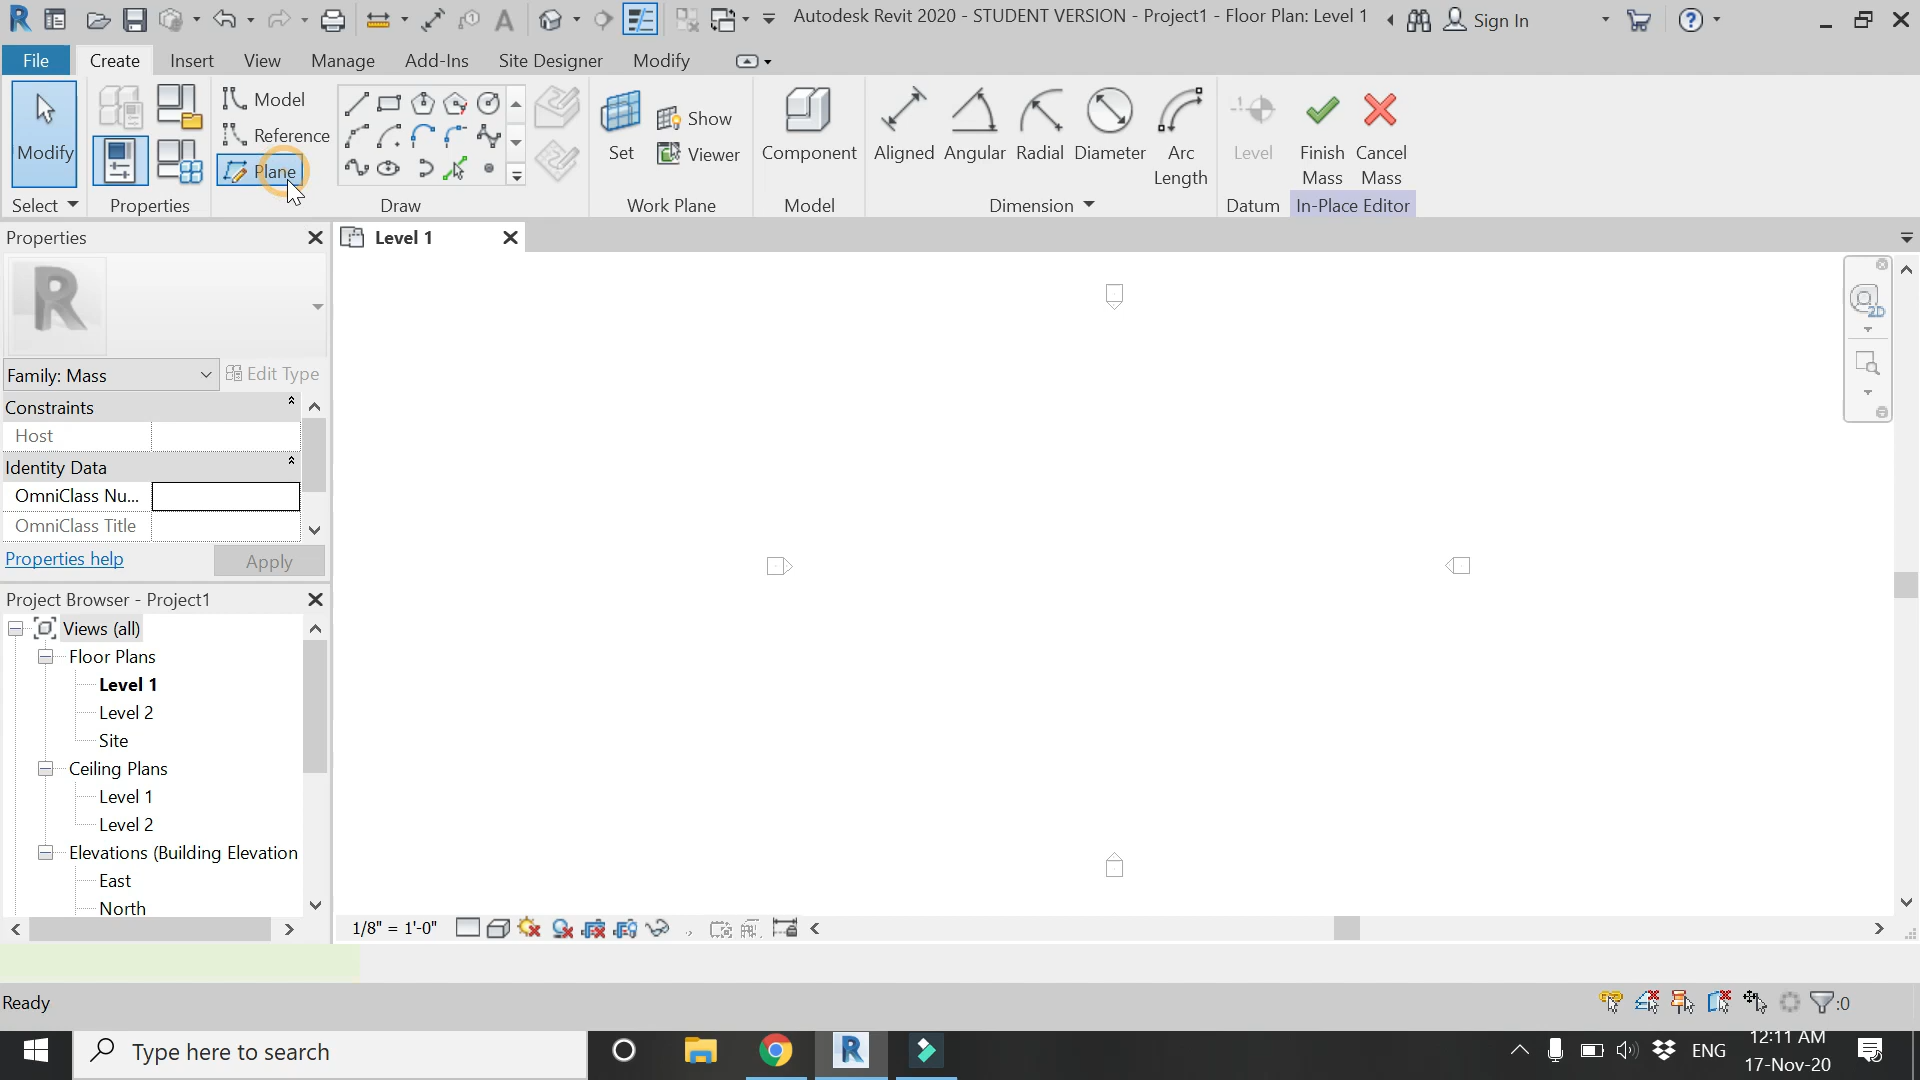 Autodesk Revit 2020 - STUDENT VERSION - Project1 - Floor Plan: Level 1
Sign In
File Create Insert View Manage Add-Ins Site Designer Modify
Modify
Model
Reference
Plane
Set
Show
Viewer
Component
Aligned Angular Radial Diameter Arc Length
Level
Finish Mass
Cancel Mass
Select Properties Draw Work Plane Model Dimension Datum In-Place Editor
Properties
Level 1
R
Family: Mass
Edit Type
Constraints
Host
Identity Data
OmniClass Nu...
OmniClass Title
Properties help
Apply
Project Browser - Project1
Views (all)
Floor Plans
Level 1
Level 2
Site
Ceiling Plans
Level 1
Level 2
Elevations (Building Elevation
East
North
2D
1/8" = 1'-0"
Ready
:0
Type here to search
ENG
12:11 AM
17-Nov-20